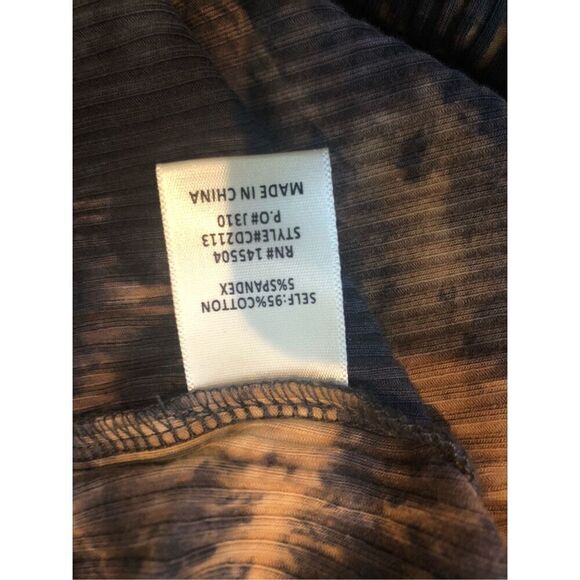 SELF:95%COTTON
5%SPANDEX
RN# 145504
STYLE#CD2113
P.O# J310
MADE IN CHINA